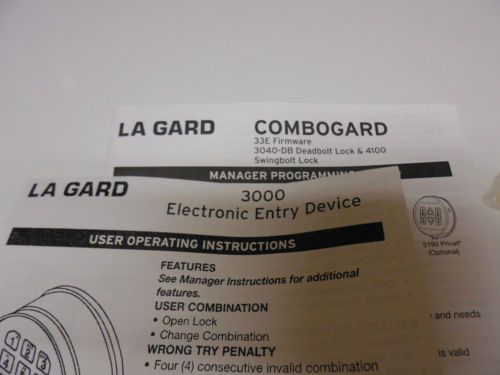 LA GARD COMBOGARD
33E Firmware
3040-DB Deadbolt Lock & 4100
Swingbolt Lock
MANAGER PROGRAMMING
3190 Privat
(Optional)
and needs
is valid
LA GARD
3000
Electronic Entry Device
USER OPERATING INSTRUCTIONS
FEATURES
See Manager Instructions for additional
features.
USER COMBINATION
• Open Lock
• Change Combination
WRONG TRY PENALTY
• Four (4) consecutive invalid combination